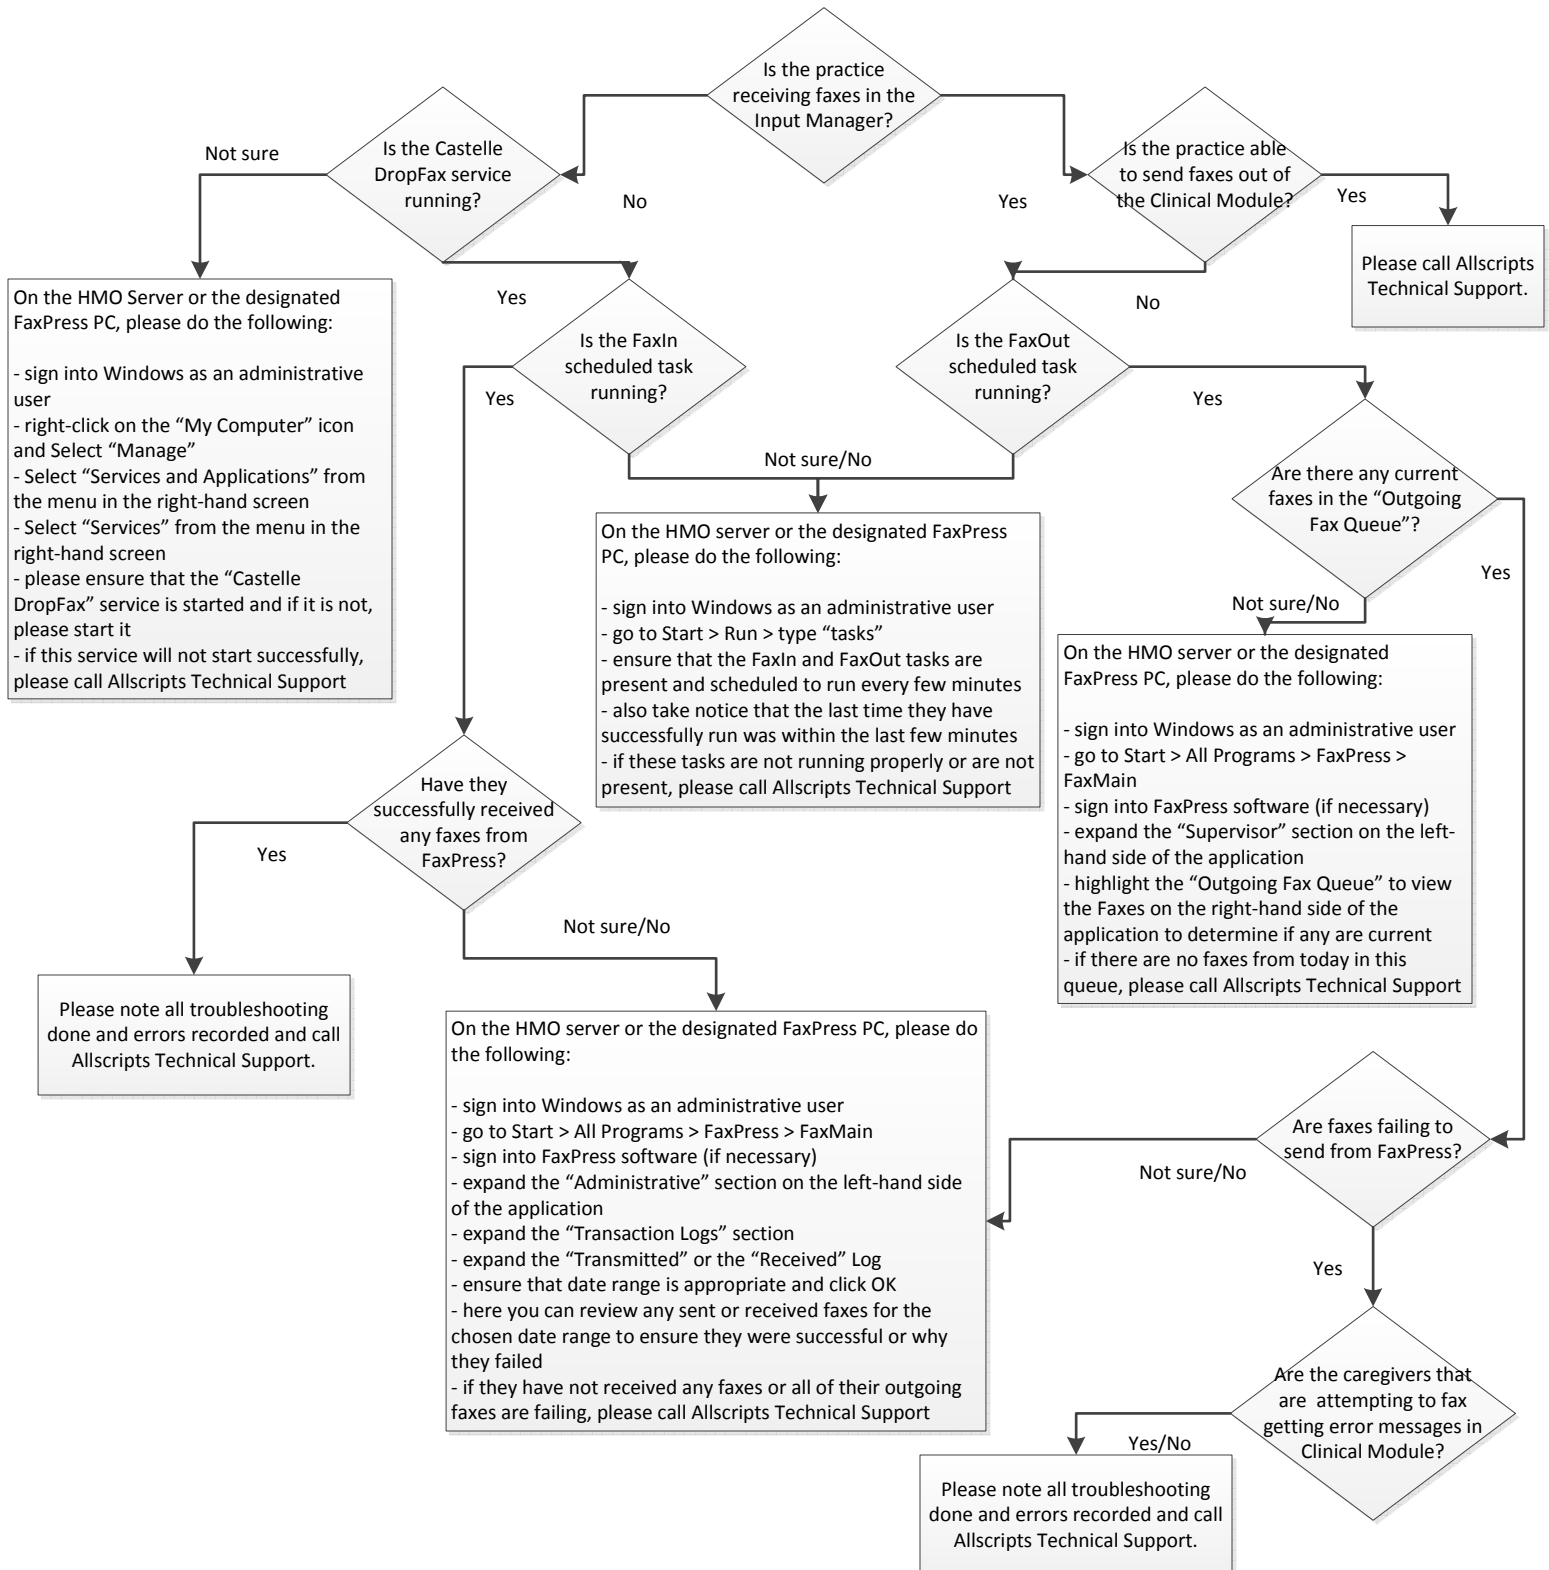 Is the practice
receiving faxes in the
Input Manager?
Is the Castelle
DropFax service
running?
Not sure
No
Is the practice able
to send faxes out of
the Clinical Module?
Yes
Yes
Please call Allscripts
Technical Support.
On the HMO Server or the designated
FaxPress PC, please do the following:
- sign into Windows as an administrative
user
- right-click on the “My Computer” icon
and Select “Manage”
- Select “Services and Applications” from
the menu in the right-hand screen
- Select “Services” from the menu in the
right-hand screen
- please ensure that the “Castelle
DropFax” service is started and if it is not,
please start it
- if this service will not start successfully,
please call Allscripts Technical Support
Yes
Is the FaxIn
scheduled task
running?
Yes
No
Is the FaxOut
scheduled task
running?
Yes
Not sure/No
On the HMO server or the designated FaxPress
PC, please do the following:
- sign into Windows as an administrative user
- go to Start > Run > type “tasks”
- ensure that the FaxIn and FaxOut tasks are
present and scheduled to run every few minutes
- also take notice that the last time they have
successfully run was within the last few minutes
- if these tasks are not running properly or are not
present, please call Allscripts Technical Support
Are there any current
faxes in the “Outgoing
Fax Queue”?
Yes
Not sure/No
On the HMO server or the designated
FaxPress PC, please do the following:
- sign into Windows as an administrative user
- go to Start > All Programs > FaxPress >
FaxMain
- sign into FaxPress software (if necessary)
- expand the “Supervisor” section on the left-
hand side of the application
- highlight the “Outgoing Fax Queue” to view
the Faxes on the right-hand side of the
application to determine if any are current
- if there are no faxes from today in this
queue, please call Allscripts Technical Support
Have they
successfully received
any faxes from
FaxPress?
Yes
Not sure/No
Please note all troubleshooting
done and errors recorded and call
Allscripts Technical Support.
On the HMO server or the designated FaxPress PC, please do
the following:
- sign into Windows as an administrative user
- go to Start > All Programs > FaxPress > FaxMain
- sign into FaxPress software (if necessary)
- expand the “Administrative” section on the left-hand side
of the application
- expand the “Transaction Logs” section
- expand the “Transmitted” or the “Received” Log
- ensure that date range is appropriate and click OK
- here you can review any sent or received faxes for the
chosen date range to ensure they were successful or why
they failed
- if they have not received any faxes or all of their outgoing
faxes are failing, please call Allscripts Technical Support
Are faxes failing to
send from FaxPress?
Not sure/No
Yes
Are the caregivers that
are  attempting to fax
getting error messages in
Clinical Module?
Yes/No
Please note all troubleshooting
done and errors recorded and call
Allscripts Technical Support.